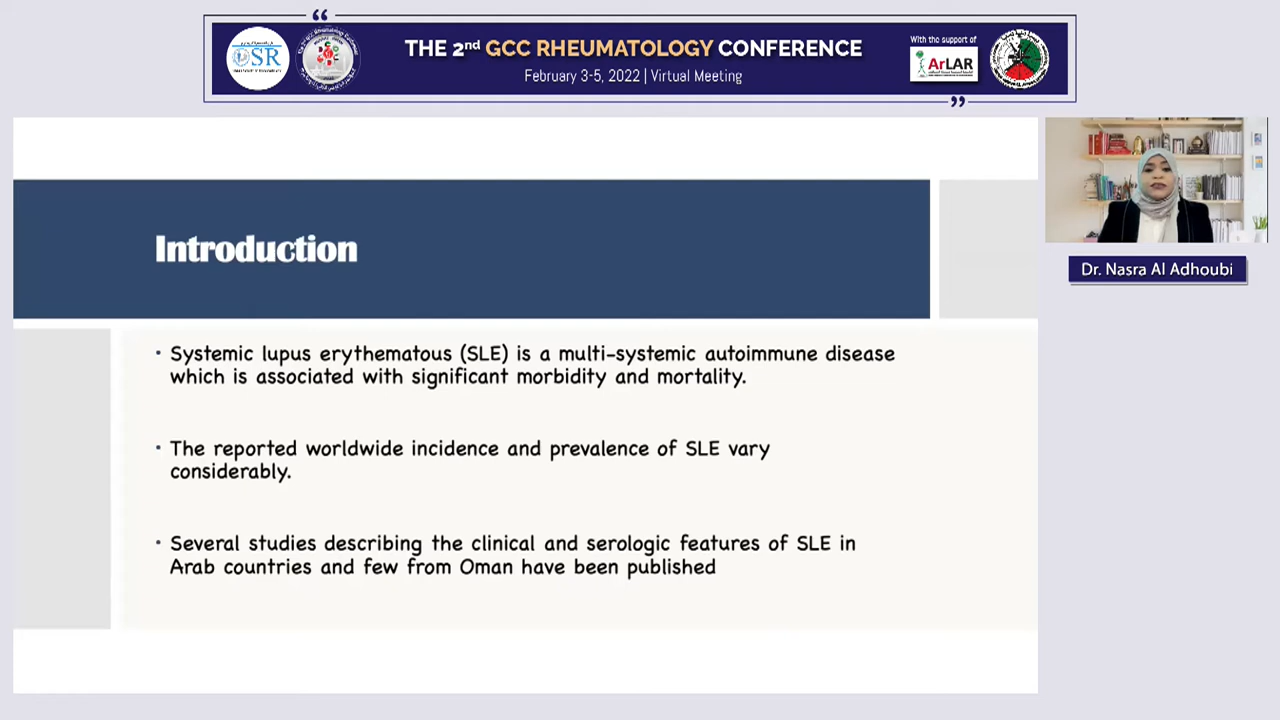 “
THE 2nd GCC RHEUMATOLOGY CONFERENCE
February 3-5, 2022 | Virtual Meeting
With the support of
SR
ArLAR
”
Introduction
Dr. Nasra Al Adhoubi
• Systemic lupus erythematous (SLE) is a multi-systemic autoimmune disease
which is associated with significant morbidity and mortality.
• The reported worldwide incidence and prevalence of SLE vary
considerably.
• Several studies describing the clinical and serologic features of SLE in
Arab countries and few from Oman have been published